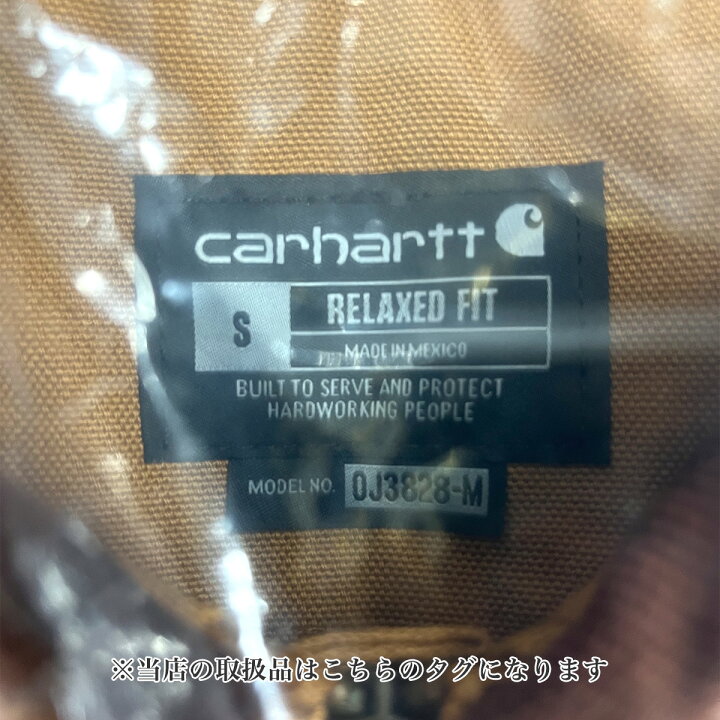 carhartt
S
RELAXED FIT
MADE IN MEXICO
BUILT TO SERVE AND PROTECT
HARDWORKING PEOPLE
MODEL NO. OJ3828-M
※当店の取扱品はこちらのタグになります